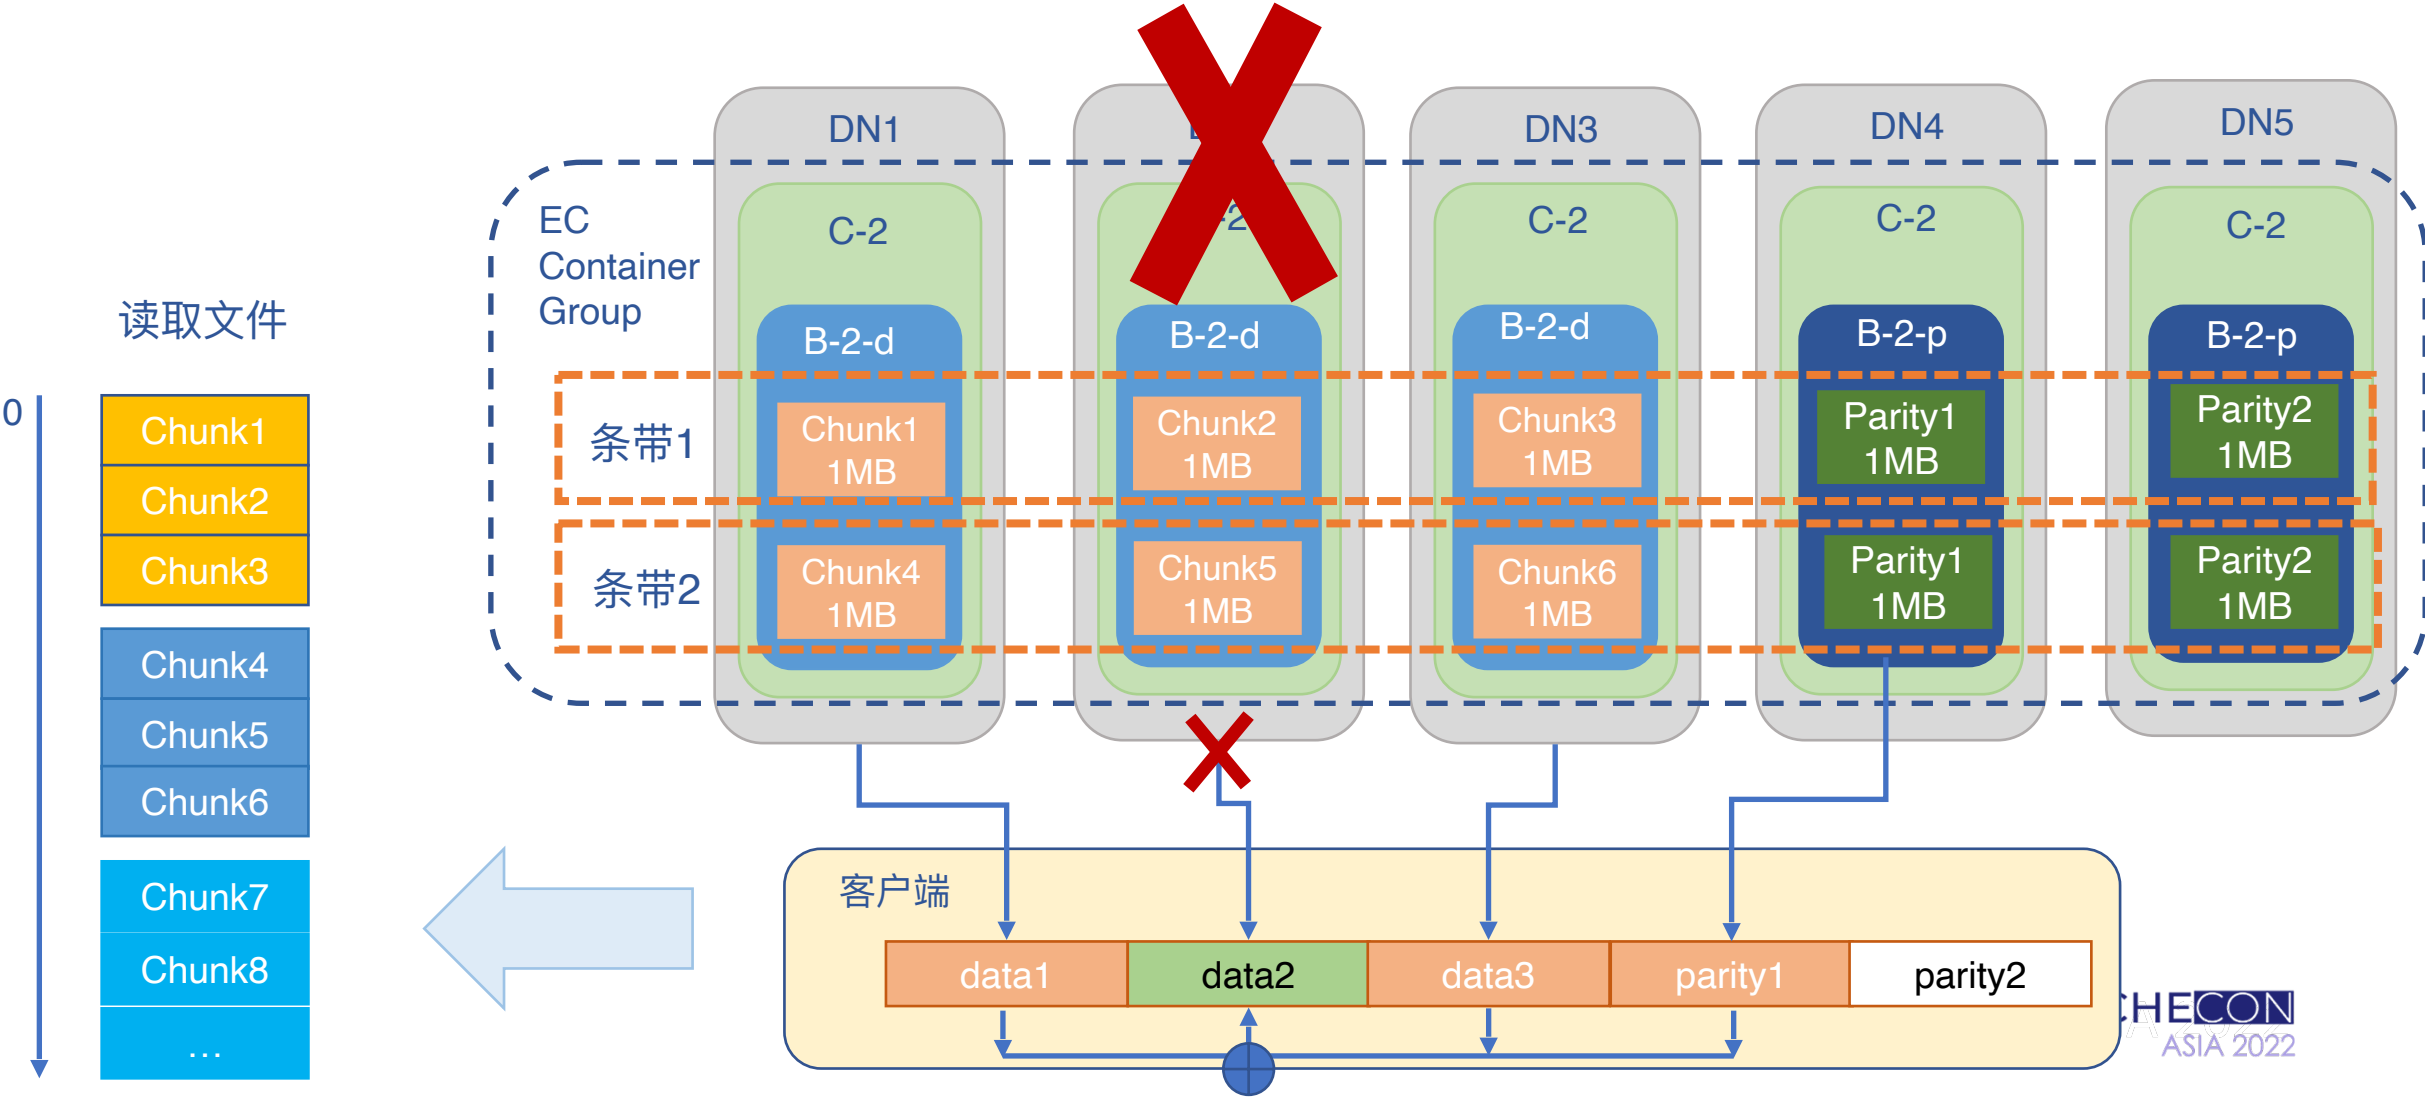 DN1
DN3
DN4
DN5
EC
Container
Group
C-2
-2
C-2
C-2
C-2
读取文件
B-2-d
B-2-d
B-2-d
B-2-p
B-2-p
0
Chunk1
Chunk2
Chunk3
Chunk4
Chunk5
Chunk6
Chunk7
Chunk8
...
条带1
Chunk1
1MB
Chunk2
1MB
Chunk3
1MB
Parity1
1MB
Parity2
1MB
条带2
Chunk4
1MB
Chunk5
1MB
Chunk6
1MB
Parity1
1MB
Parity2
1MB
客户端
data1
data2
data3
parity1
parity2
CHECON
ASIA 2022